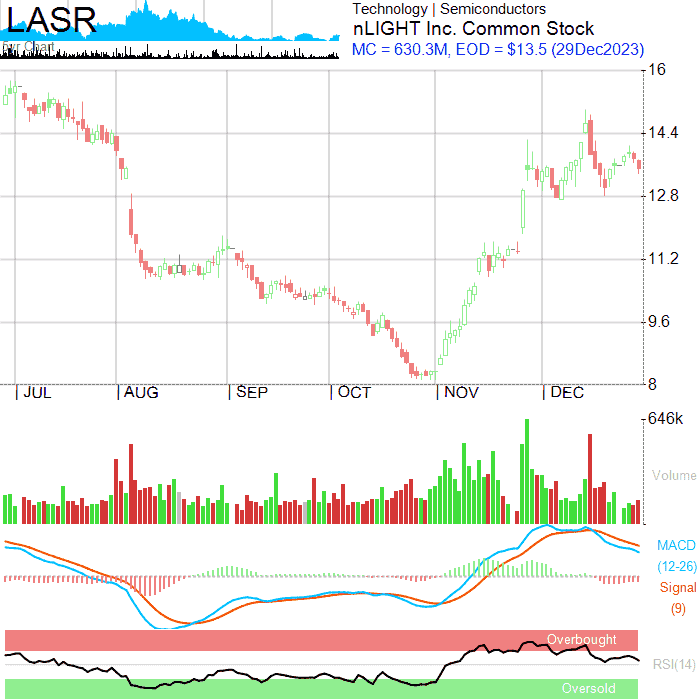 LASR
5yr Chart
Technology | Semiconductors
nLIGHT Inc. Common Stock
MC = 630.3M, EOD = $13.5 (29Dec2023)
16
14.4
12.8
11.2
9.6
8
| JUL | AUG | SEP | OCT | NOV | DEC
646k
Volume
MACD
(12-26)
Signal
(9)
Overbought
RSI(14)
Oversold